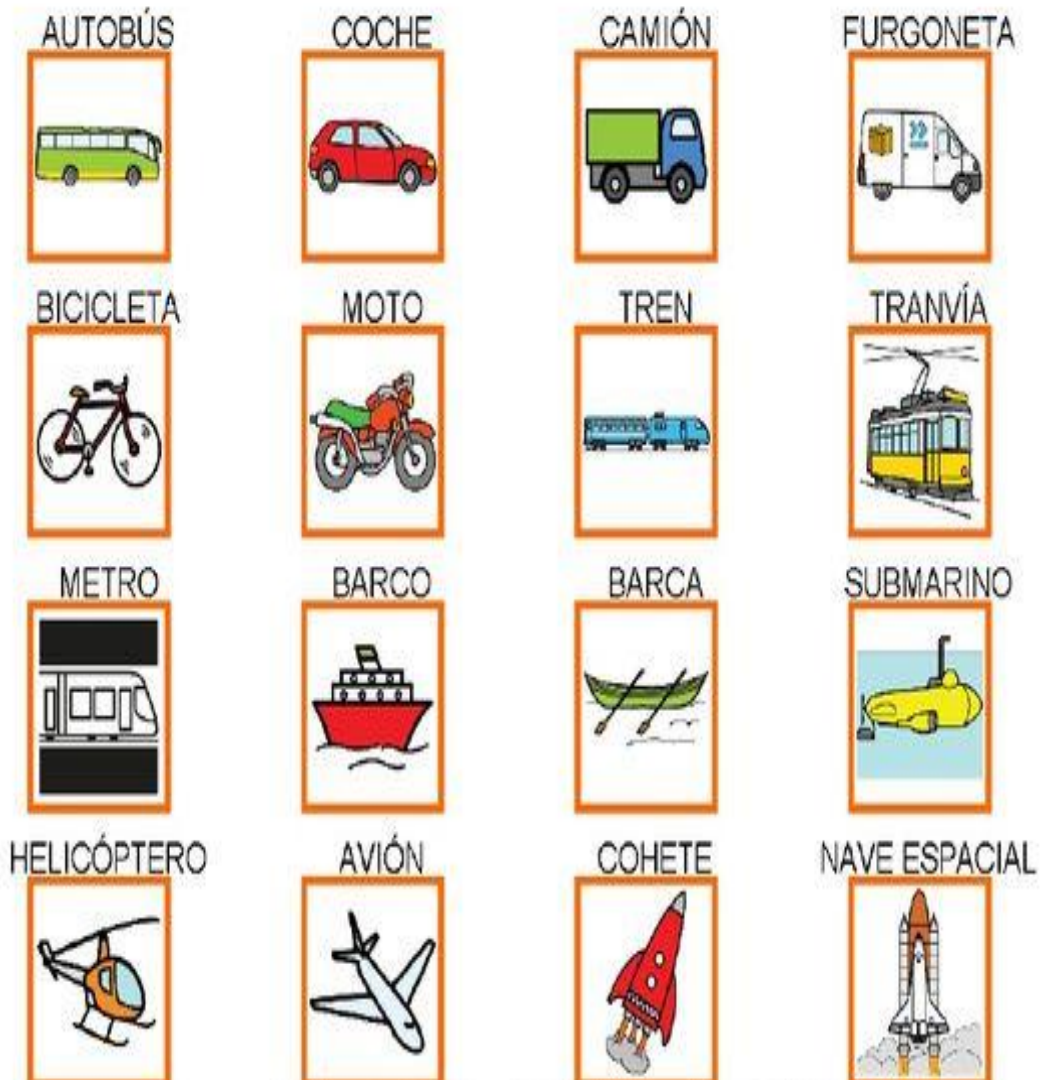 AUTOBÚS COCHE CAMIÓN FURGONETA
BICICLETA MOTO TREN TRANVÍA
METRO BARCO BARCA SUBMARINO
HELICÓPTERO AVIÓN COHETE NAVE ESPACIAL